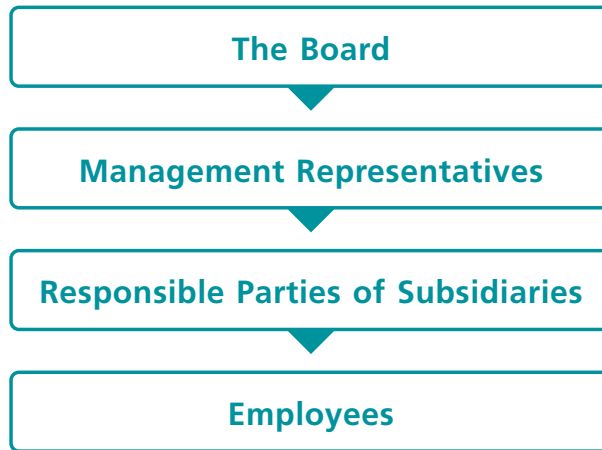 The Board
Management Representatives
Responsible Parties of Subsidiaries
Employees